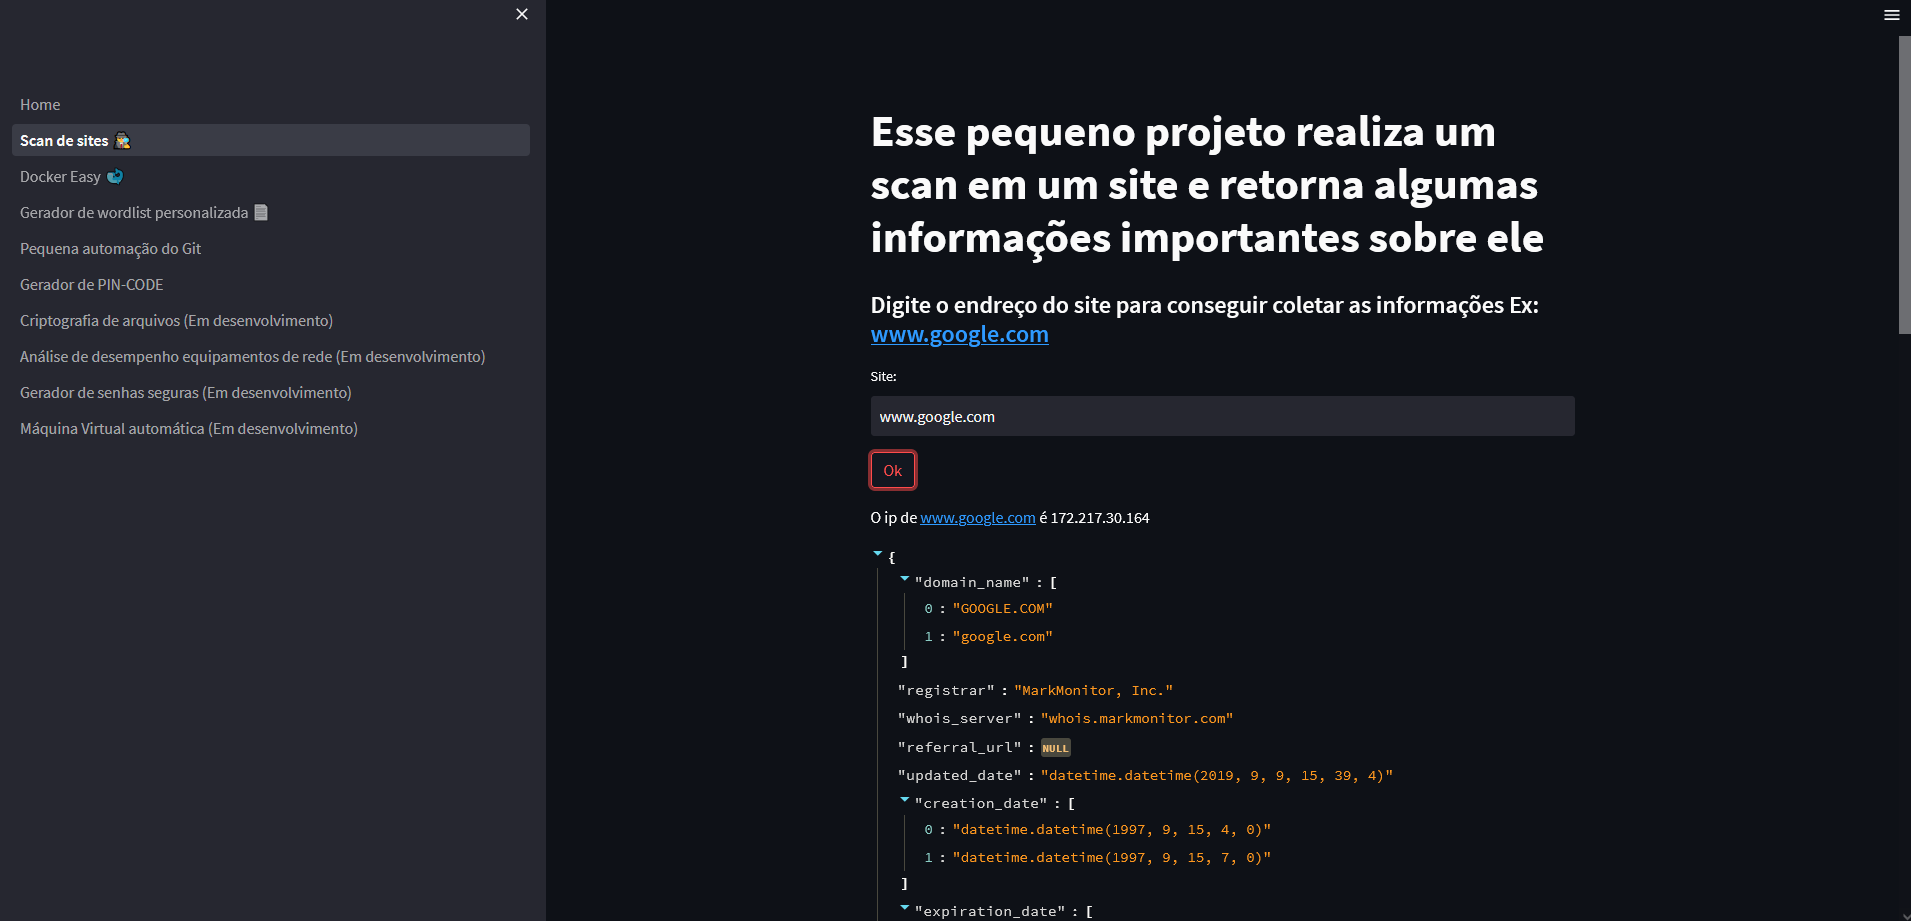 Home
Scan de sites
Docker Easy
Gerador de wordlist personalizada
Pequena automação do Git
Gerador de PIN-CODE
Criptografia de arquivos (Em desenvolvimento)
Análise de desempenho equipamentos de rede (Em desenvolvimento)
Gerador de senhas seguras (Em desenvolvimento)
Máquina Virtual automática (Em desenvolvimento)
Esse pequeno projeto realiza um
scan em um site e retorna algumas
informações importantes sobre ele
Digite o endreço do site para conseguir coletar as informações Ex:
www.google.com
Site:
www.google.com
Ok
O ip de www.google.com é 172.217.30.164
{
"domain_name" : [
0 : "GOOGLE.COM"
1 : "google.com"
]
"registrar" : "MarkMonitor, Inc."
"whois_server" : "whois.markmonitor.com"
"referral_url" : NULL
"updated_date" : "datetime.datetime(2019, 9, 9, 15, 39, 4)"
"creation_date" : [
0 : "datetime.datetime(1997, 9, 15, 4, 0)"
1 : "datetime.datetime(1997, 9, 15, 7, 0)"
]
"expiration_date" : [